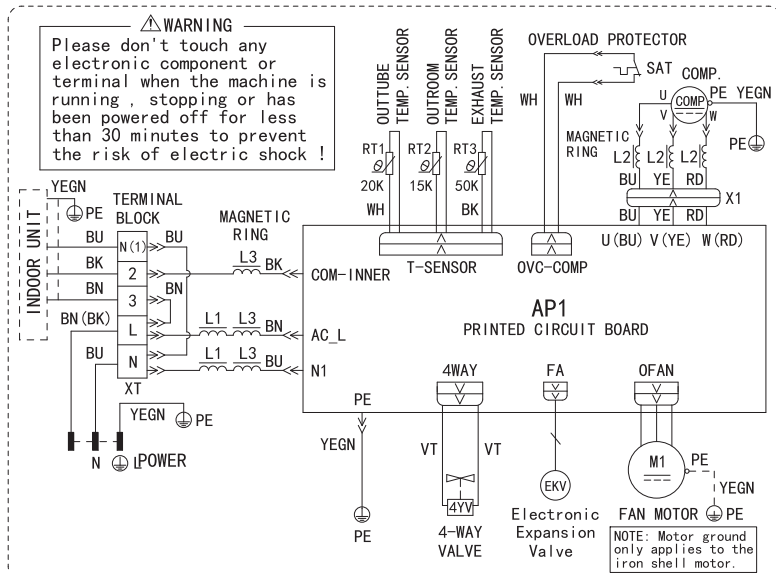 WARNING
Please don't touch any
electronic component or
terminal when the machine is
running , stopping or has
been powered off for less
than 30 minutes to prevent
the risk of electric shock !
OUTTUBE
TEMP. SENSOR
OUTROOM
TEMP. SENSOR
EXHAUST
TEMP. SENSOR
RT1
RT2
RT3
θ
θ
θ
20K
15K
50K
WH
BK
OVERLOAD PROTECTOR
SAT
WH
WH
COMP.
U
COMP
PE
YEGN
V
W
PE
MAGNETIC
RING
L2
L2
L2
BU
YE
RD
X1
BU
YE
RD
U(BU)
V(YE)
W(RD)
T-SENSOR
OVC-COMP
INDOOR UNIT
YEGN
PE
TERMINAL
BLOCK
MAGNETIC
RING
BU
N(1)
BU
BK
2
L3
BK
COM-INNER
BN
3
BN
BN(BK)
L
L1
L3
BN
AC_L
BU
N
L1
L3
BU
N1
XT
AP1
PRINTED CIRCUIT BOARD
YEGN
PE
N
L
POWER
PE
YEGN
PE
4WAY
VT
VT
4YV
4-WAY
VALVE
FA
EKV
Electronic
Expansion
Valve
OFAN
M1
PE
YEGN
FAN MOTOR
PE
NOTE: Motor ground
only applies to the
iron shell motor.